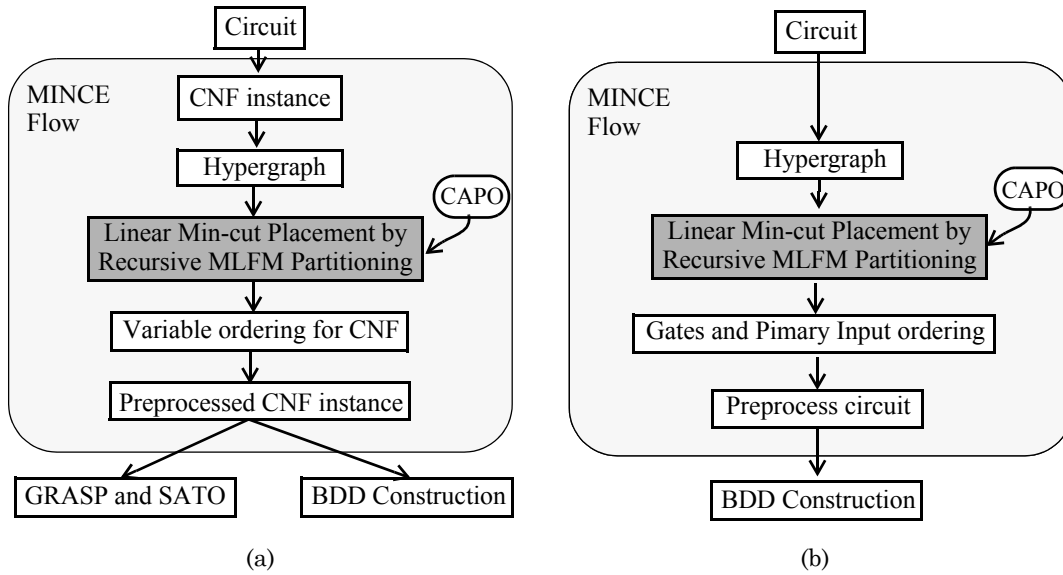 Circuit
MINCE
Flow
CNF instance
Hypergraph
CAPO
Linear Min-cut Placement by
Recursive MLFM Partitioning
Variable ordering for CNF
Preprocessed CNF instance
GRASP and SATO
BDD Construction
(a)
Circuit
MINCE
Flow
Hypergraph
CAPO
Linear Min-cut Placement by
Recursive MLFM Partitioning
Gates and Pimary Input ordering
Preprocess circuit
BDD Construction
(b)